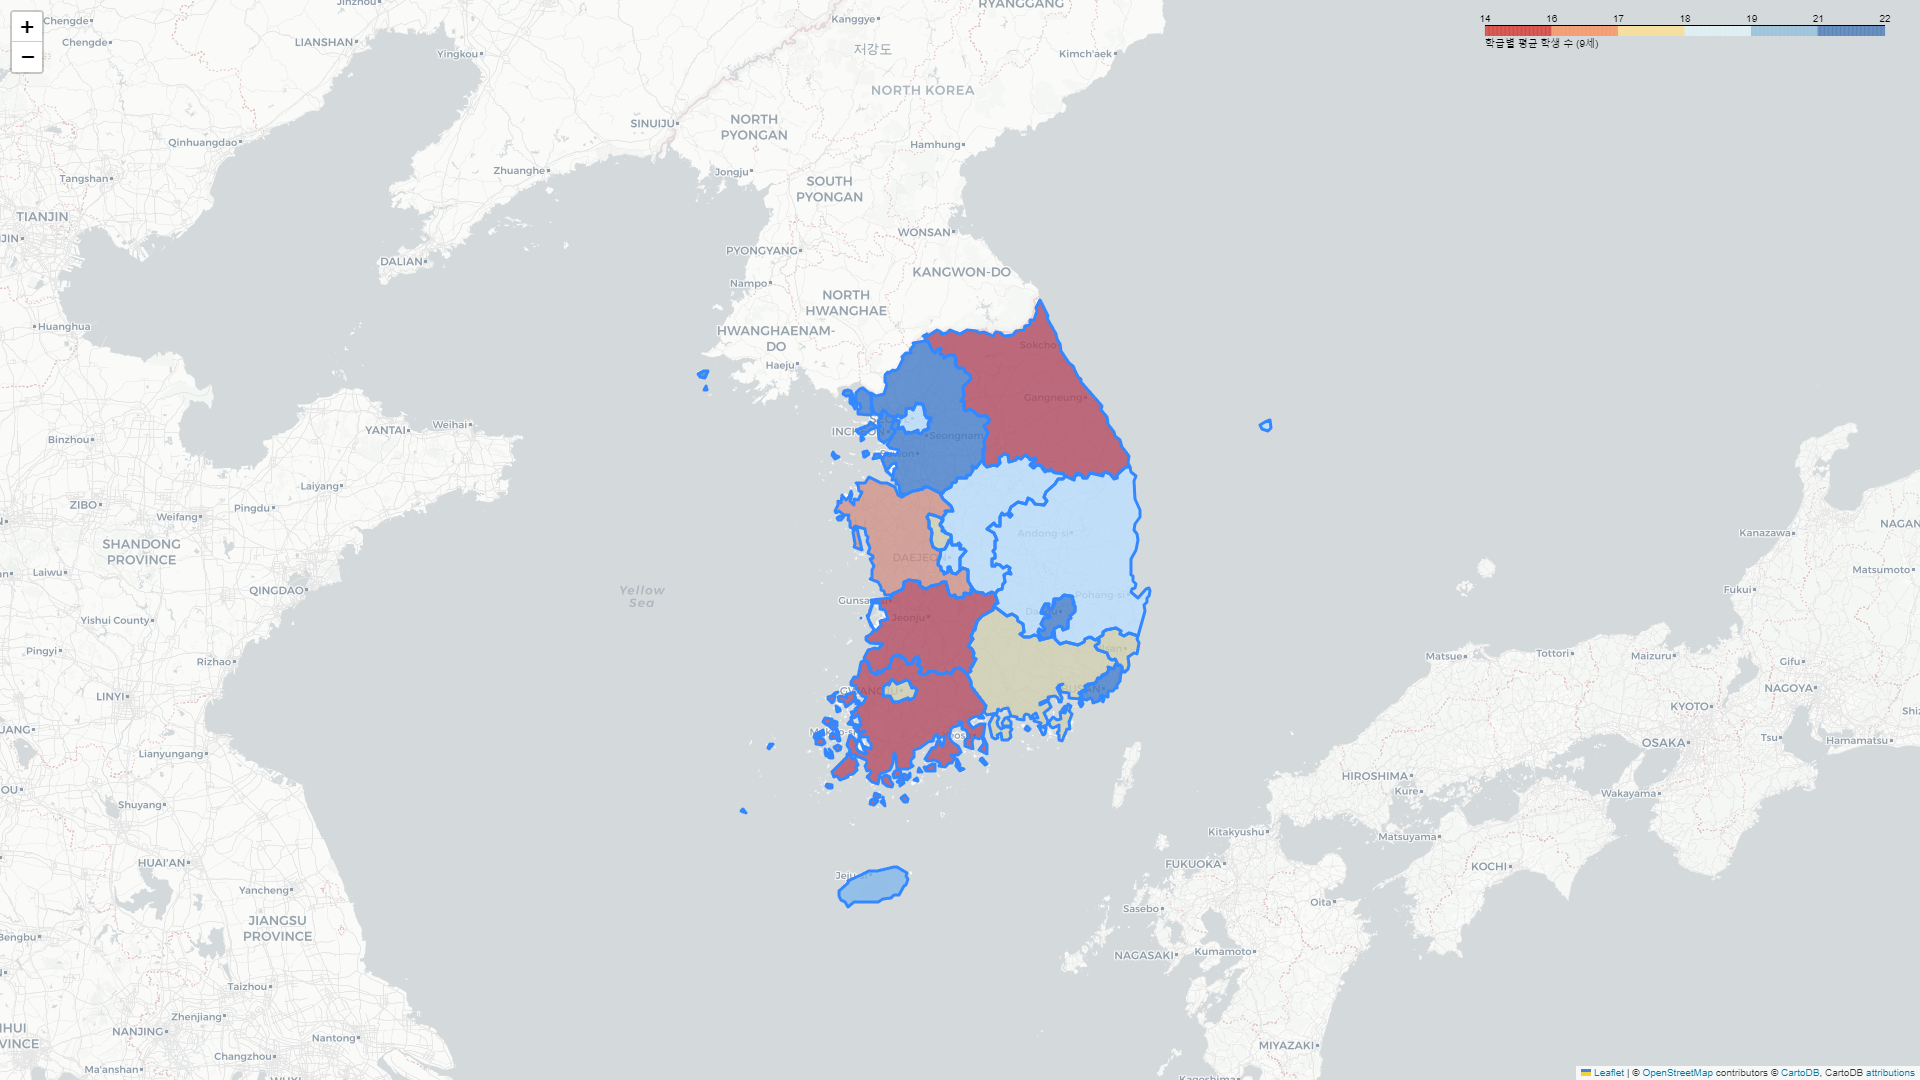 +
−
14 16 17 18 19 21 22
학급별 평균 학생 수 (9세)
Jinzhou
RYANGGANG
Chengde
Kanggye
Chengde
LIANSHAN
저강도
Yingkou
Kimch'aek
NORTH KOREA
SINUIJU
NORTH
PYONGAN
Qinhuangdao
Hamhung
Zhuanghe
Jongju
Tangshan
SOUTH
PYONGAN
TIANJIN
WONSAN
JIN
PYONGYANG
DALIAN
KANGWON-DO
Nampo
NORTH
HWANGHAE
Huanghua
HWANGHAENAM-
DO
Sokcho
Haeju
Gangneung
Weihai
YANTAI
INCH
Seongnam
Binzhou
Laiyang
ZIBO
Pingdu
Weifang
Andong-si
Kanazawa
NAGAN
SHANDONG
PROVINCE
DAEJEON
Laiwu
Matsumoto
QINGDAO
Yellow
Sea
Gunsa
Pohang-si
Fukui
Jeonju
Yishui County
Pingyi
Rizhao
Matsue
Tottori
Maizuru
Gifu
GWANGJU
NAGOYA
LINYI
KYOTO
Shiz
UANG
Lianyungang
OSAKA
Tsu
Hamamatsu
HIROSHIMA
Kure
Wakayama
OU
Shuyang
Kitakyushu
Matsuyama
HUAI'AN
FUKUOKA
KOCHI
Jeju
Yancheng
Sasebo
Oita
JIANGSU
PROVINCE
Bengbu
NAGASAKI
Kumamoto
Taizhou
Zhenjiang
HUI
VINCE
NANJING
Nantong
MIYAZAKI
Changzhou
Ma'anshan
WUXI
Kagoshima
Leaflet | © OpenStreetMap contributors © CartoDB, CartoDB attributions